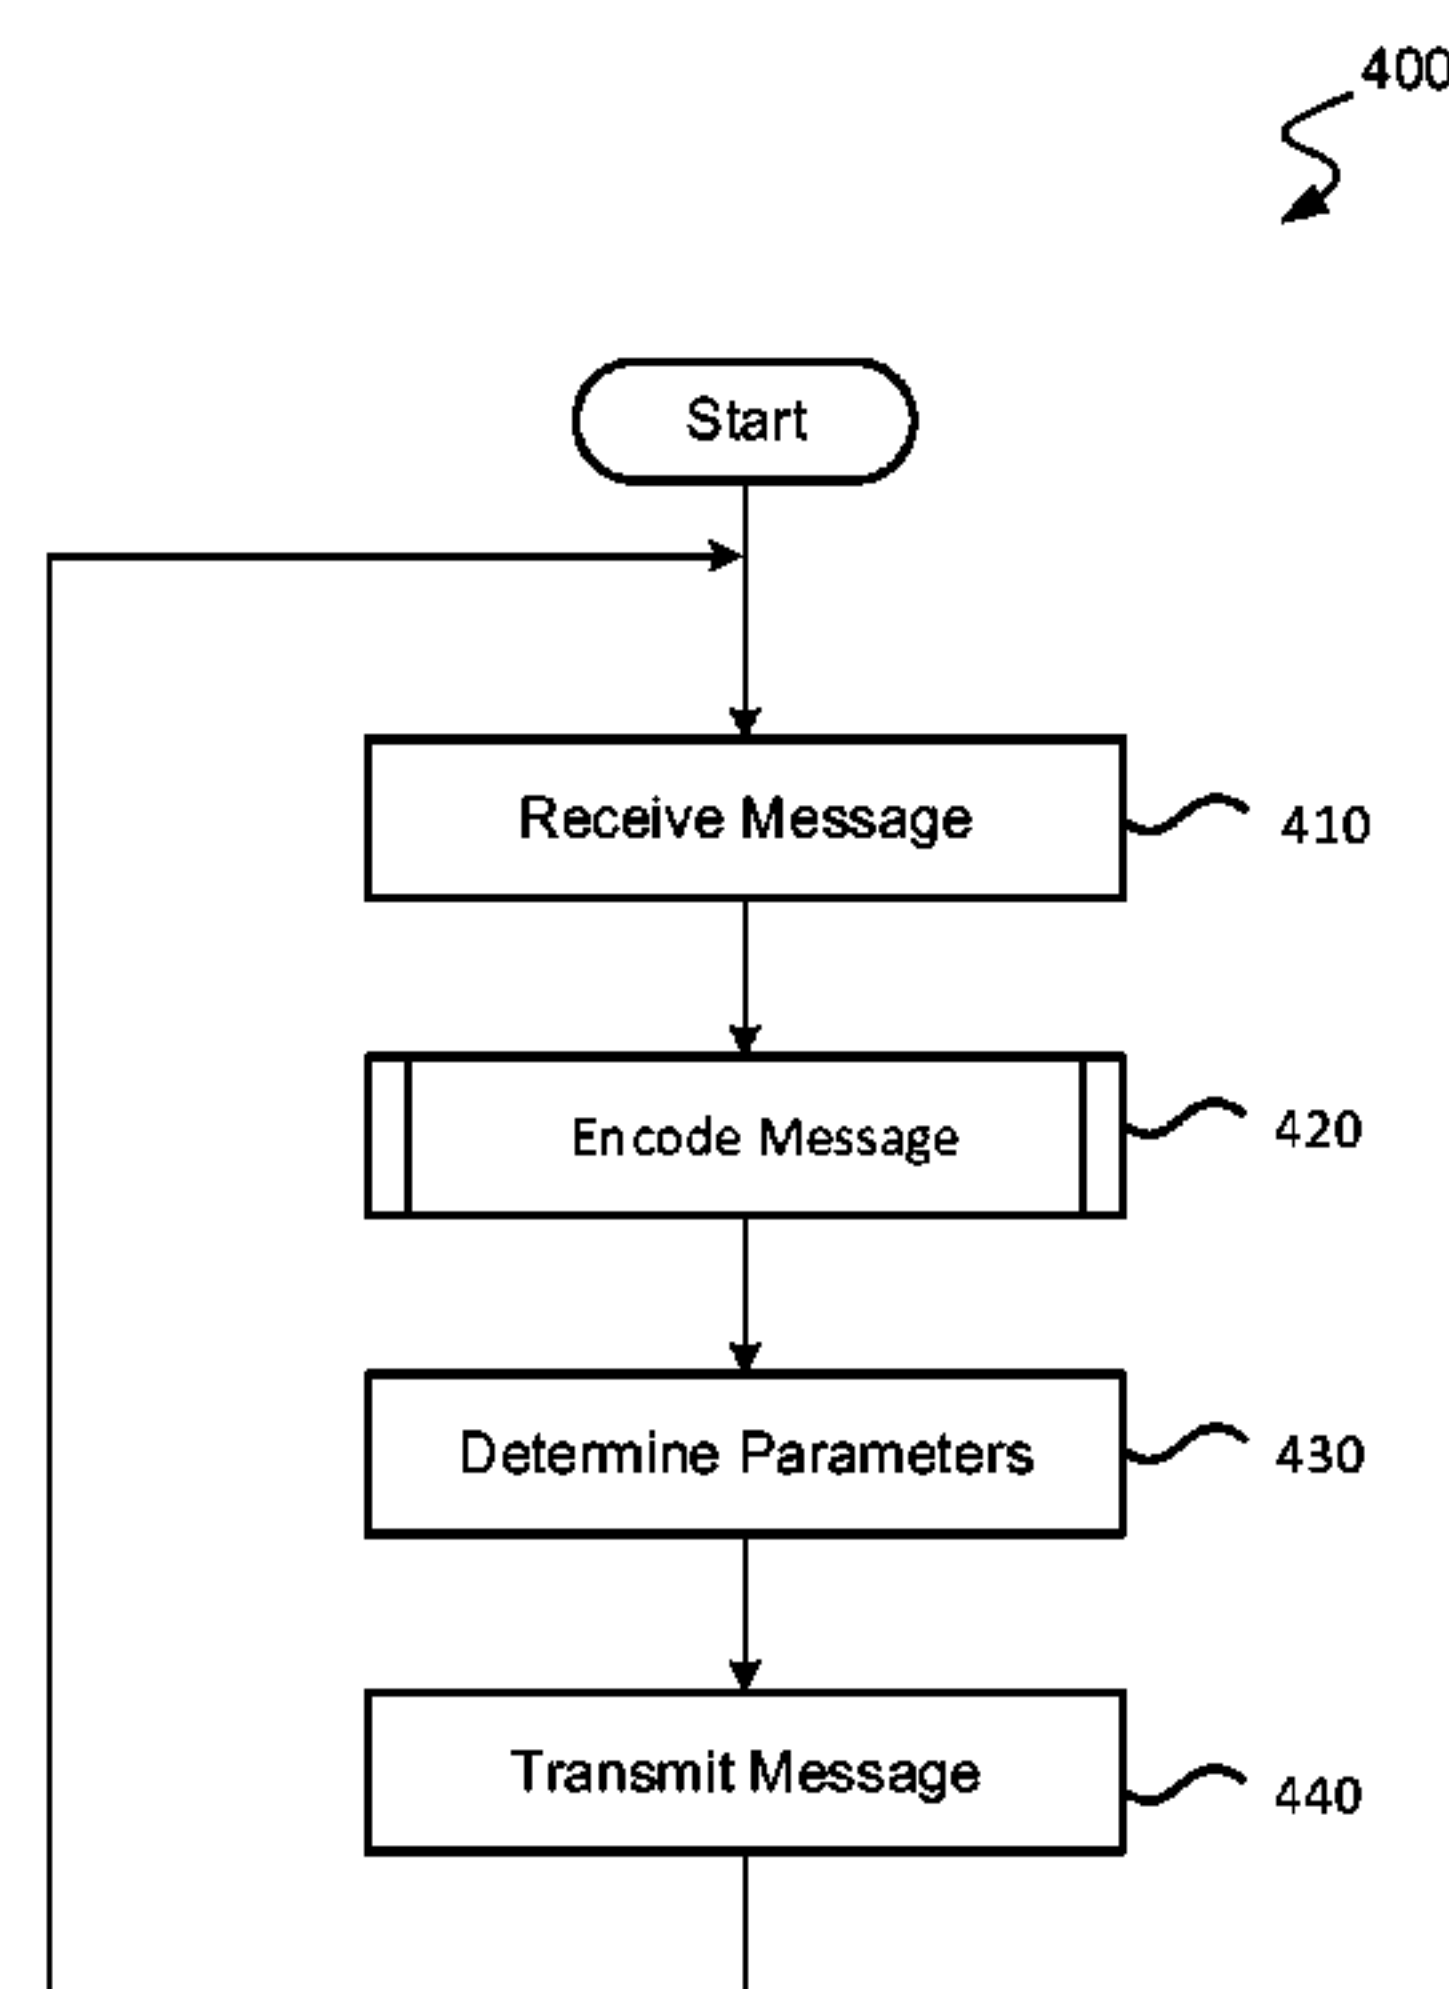 400
Start
Receive Message
410
Encode Message
420
Determine Parameters
430
Transmit Message
440